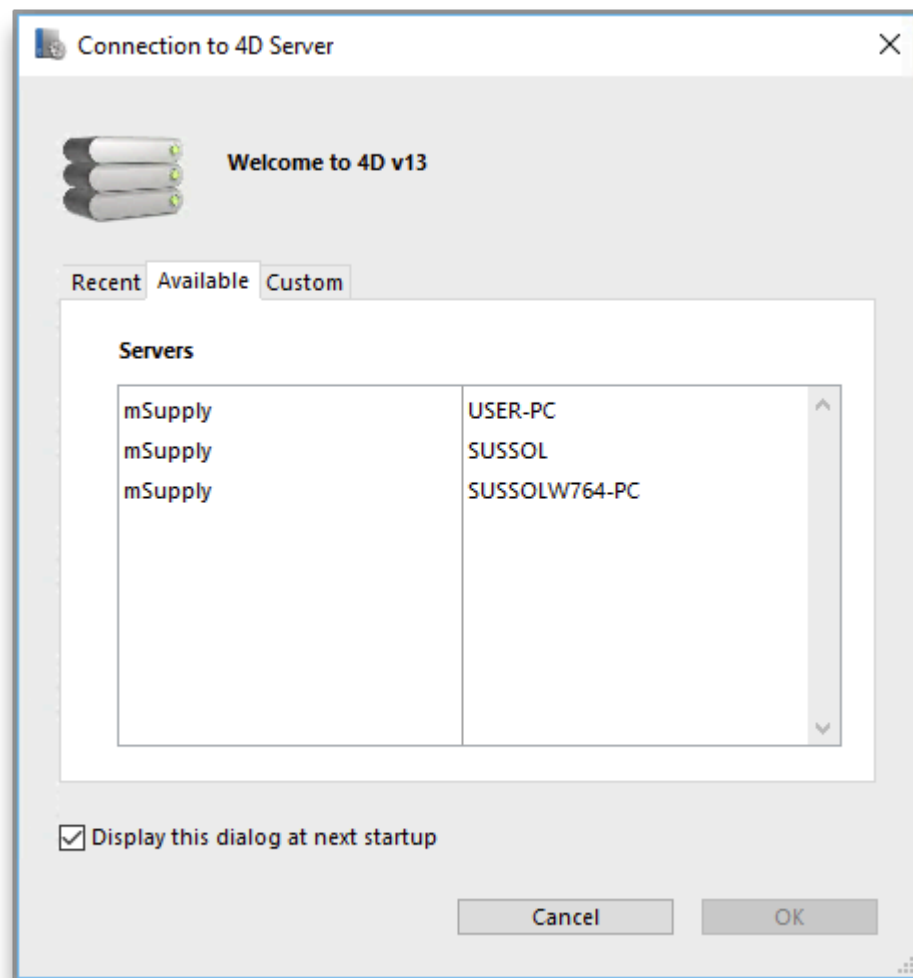 Connection to 4D Server
Welcome to 4D v13
Recent Available Custom
Servers
mSupply USER-PC
mSupply SUSSOL
mSupply SUSSOLW764-PC
Display this dialog at next startup
Cancel OK